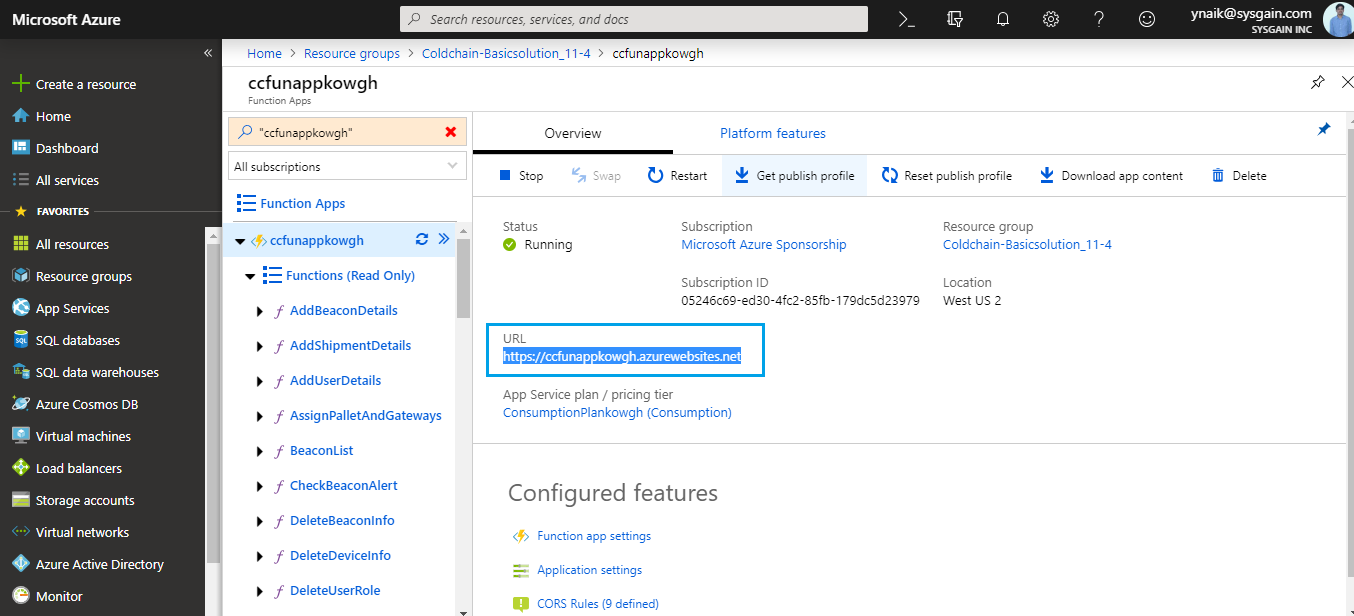 Microsoft Azure
Search resources, services, and docs
ynaik@sysgain.com
SYSGAIN INC
Create a resource
Home
Dashboard
All services
FAVORITES
All resources
Resource groups
App Services
SQL databases
SQL data warehouses
Azure Cosmos DB
Virtual machines
Load balancers
Storage accounts
Virtual networks
Azure Active Directory
Monitor
Home > Resource groups > Coldchain-Basicsolution_11-4 > ccfunappkowgh
ccfunappkowgh
Function Apps
"ccfunappkowgh"
All subscriptions
Function Apps
ccfunappkowgh
Functions (Read Only)
AddBeaconDetails
AddShipmentDetails
AddUserDetails
AssignPalletAndGateways
BeaconList
CheckBeaconAlert
DeleteBeaconInfo
DeleteDeviceInfo
DeleteUserRole
Overview Platform features
Stop Swap Restart Get publish profile Reset publish profile Download app content Delete
Status
Running
Subscription
Microsoft Azure Sponsorship
Resource group
Coldchain-Basicsolution_11-4
Subscription ID
05246c69-ed30-4fc2-85fb-179dc5d23979
Location
West US 2
URL
https://ccfunappkowgh.azurewebsites.net
App Service plan / pricing tier
ConsumptionPlankowgh (Consumption)
Configured features
Function app settings
Application settings
CORS Rules (9 defined)